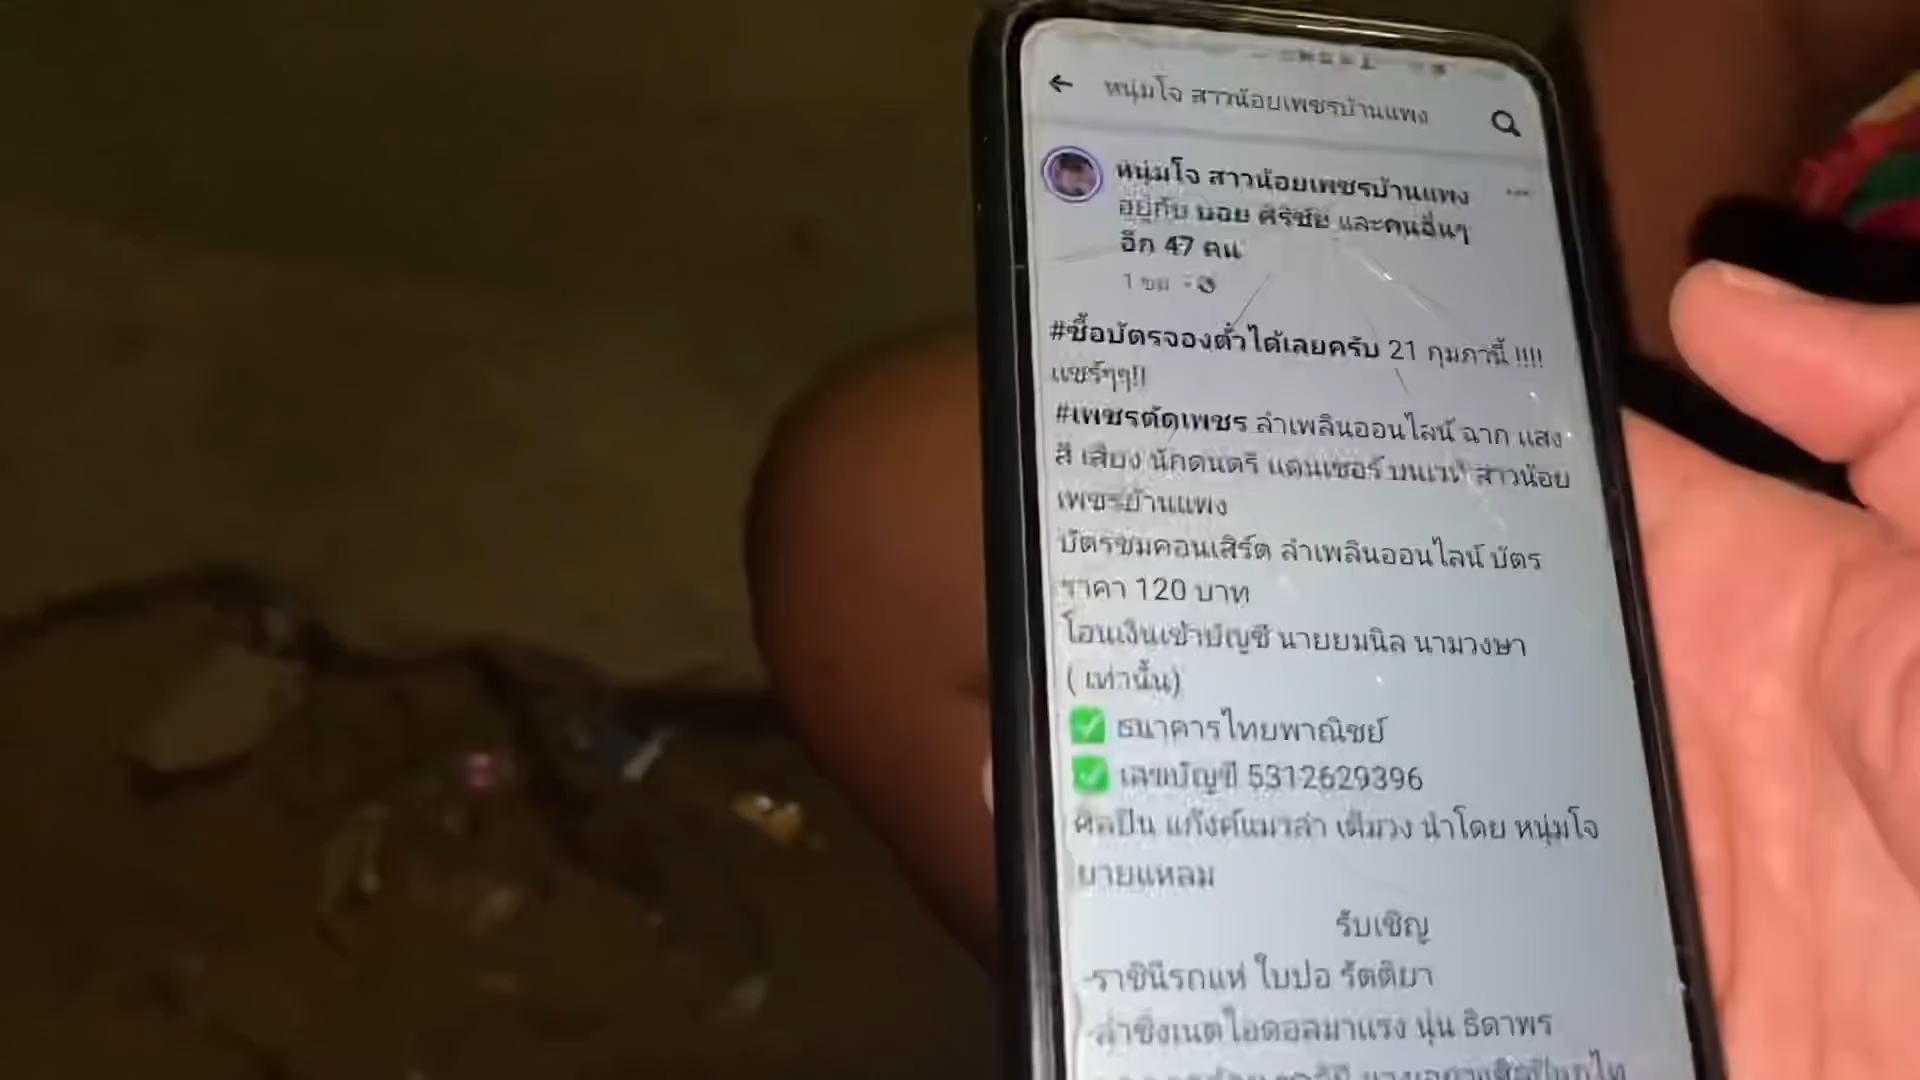 หนุ่มโจ สาวน้อยเพชรบ้านแพง
หนุ่มโจ สาวน้อยเพชรบ้านแพง
อยู่กับ บอย ศิริชัย และคนอื่นๆ
อีก 47 คน
1 ชม
#ซื้อบัตรจองตั๋วได้เลยครับ 21 กุมภานี้ !!!!
แชร์ๆๆ!!
#เพชรตัดเพชร ลำเพลินออนไลน์ ฉาก แสง
สี เสียง นักดนตรี แดนเซอร์ บนเวที สาวน้อย
เพชรบ้านแพง
บัตรชมคอนเสิร์ต ลำเพลินออนไลน์ บัตร
ราคา 120 บาท
โอนเงินเข้าบัญชี นายยมนิล นามวงษา
( เท่านั้น)
✅ ธนาคารไทยพาณิชย์
✅ เลขบัญชี 5312629396
ศิลปิน แก๊งค์แมวล่า เต็มวง นำโดย หนุ่มโจ
ยายแหลม
รับเชิญ
-ราชินีรถแห่ ใบปอ รัตติยา
-ลำซิ่งเนตไอดอลมาแรง นุ่น ธิดาพร